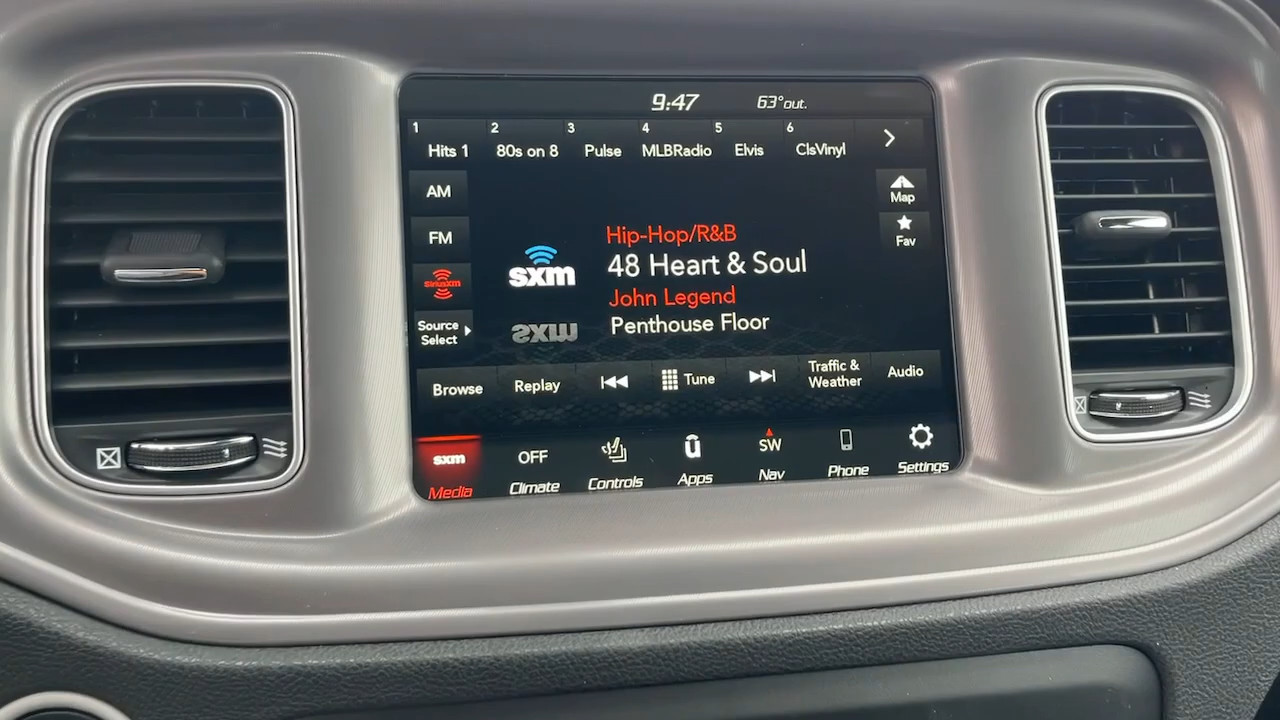 9:47 63°out.
1 2 3 4 5 6
Hits 1 80s on 8 Pulse MLBRadio Elvis ClsVinyl
AM
Map
FM
Fav
SiriusXM
Source
Select
sxm
Hip-Hop/R&B
48 Heart & Soul
John Legend
Penthouse Floor
Browse Replay Tune Traffic &
Weather Audio
sxm OFF SW
Media Climate Controls Apps Nav Phone Settings